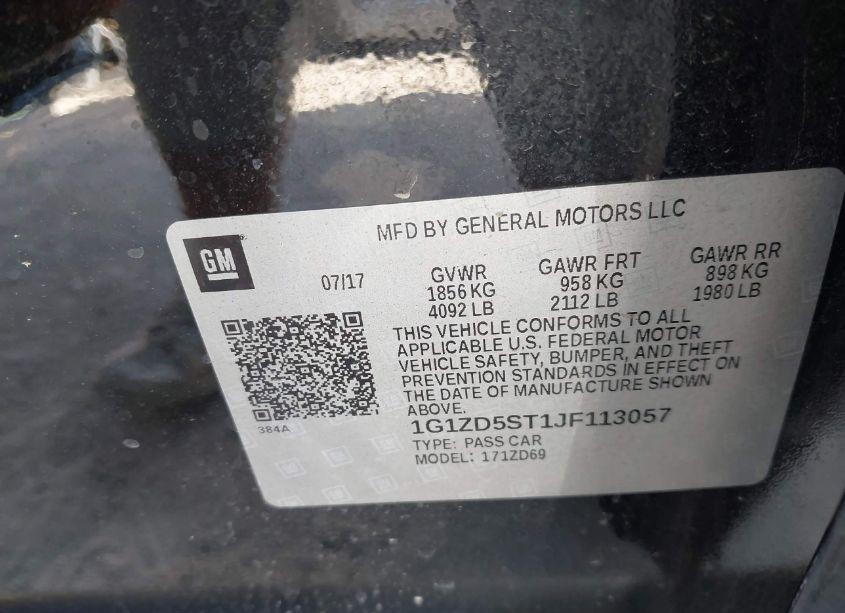 MFD BY GENERAL MOTORS LLC
GM
07/17
GVWR
1856 KG
4092 LB
GAWR FRT
958 KG
2112 LB
GAWR RR
898 KG
1980 LB
THIS VEHICLE CONFORMS TO ALL
APPLICABLE U.S. FEDERAL MOTOR
VEHICLE SAFETY, BUMPER, AND THEFT
PREVENTION STANDARDS IN EFFECT ON
THE DATE OF MANUFACTURE SHOWN
ABOVE.
384A
1G1ZD5ST1JF113057
TYPE: PASS CAR
MODEL: 171ZD69